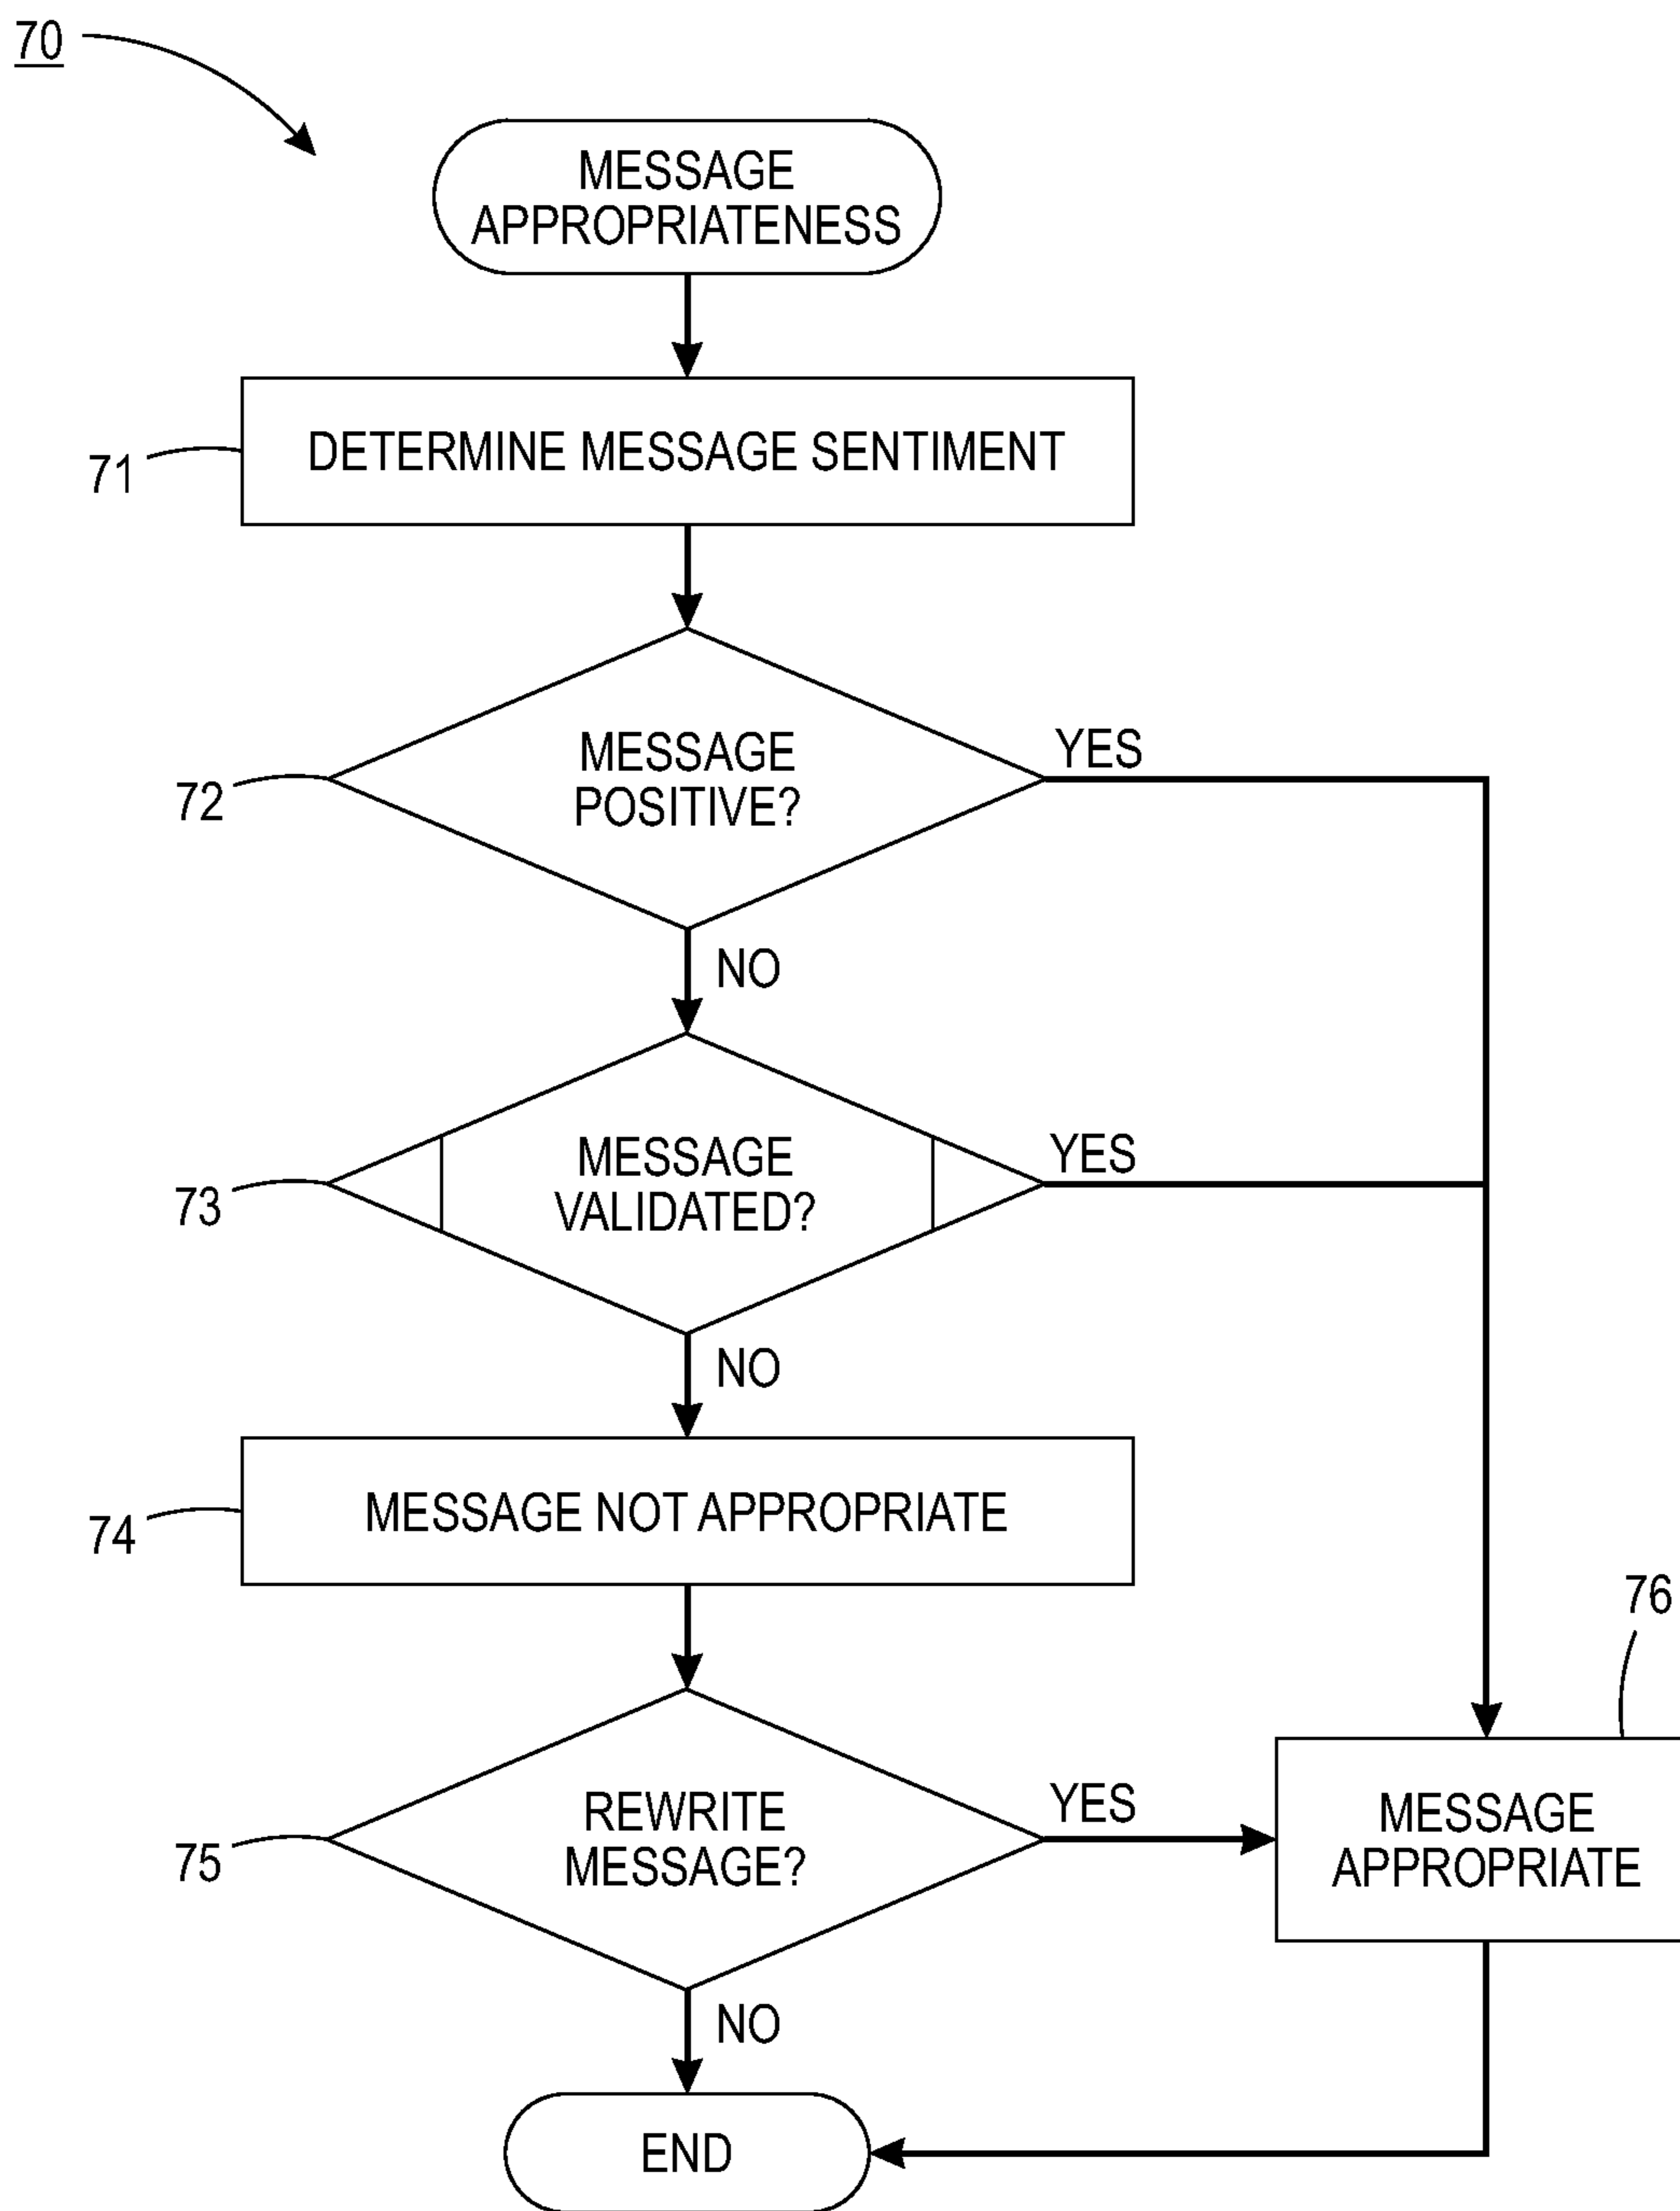 70
MESSAGE
APPROPRIATENESS
71
DETERMINE MESSAGE SENTIMENT
72
MESSAGE
POSITIVE?
YES
NO
73
MESSAGE
VALIDATED?
YES
NO
74
MESSAGE NOT APPROPRIATE
75
REWRITE
MESSAGE?
YES
76
MESSAGE
APPROPRIATE
NO
END